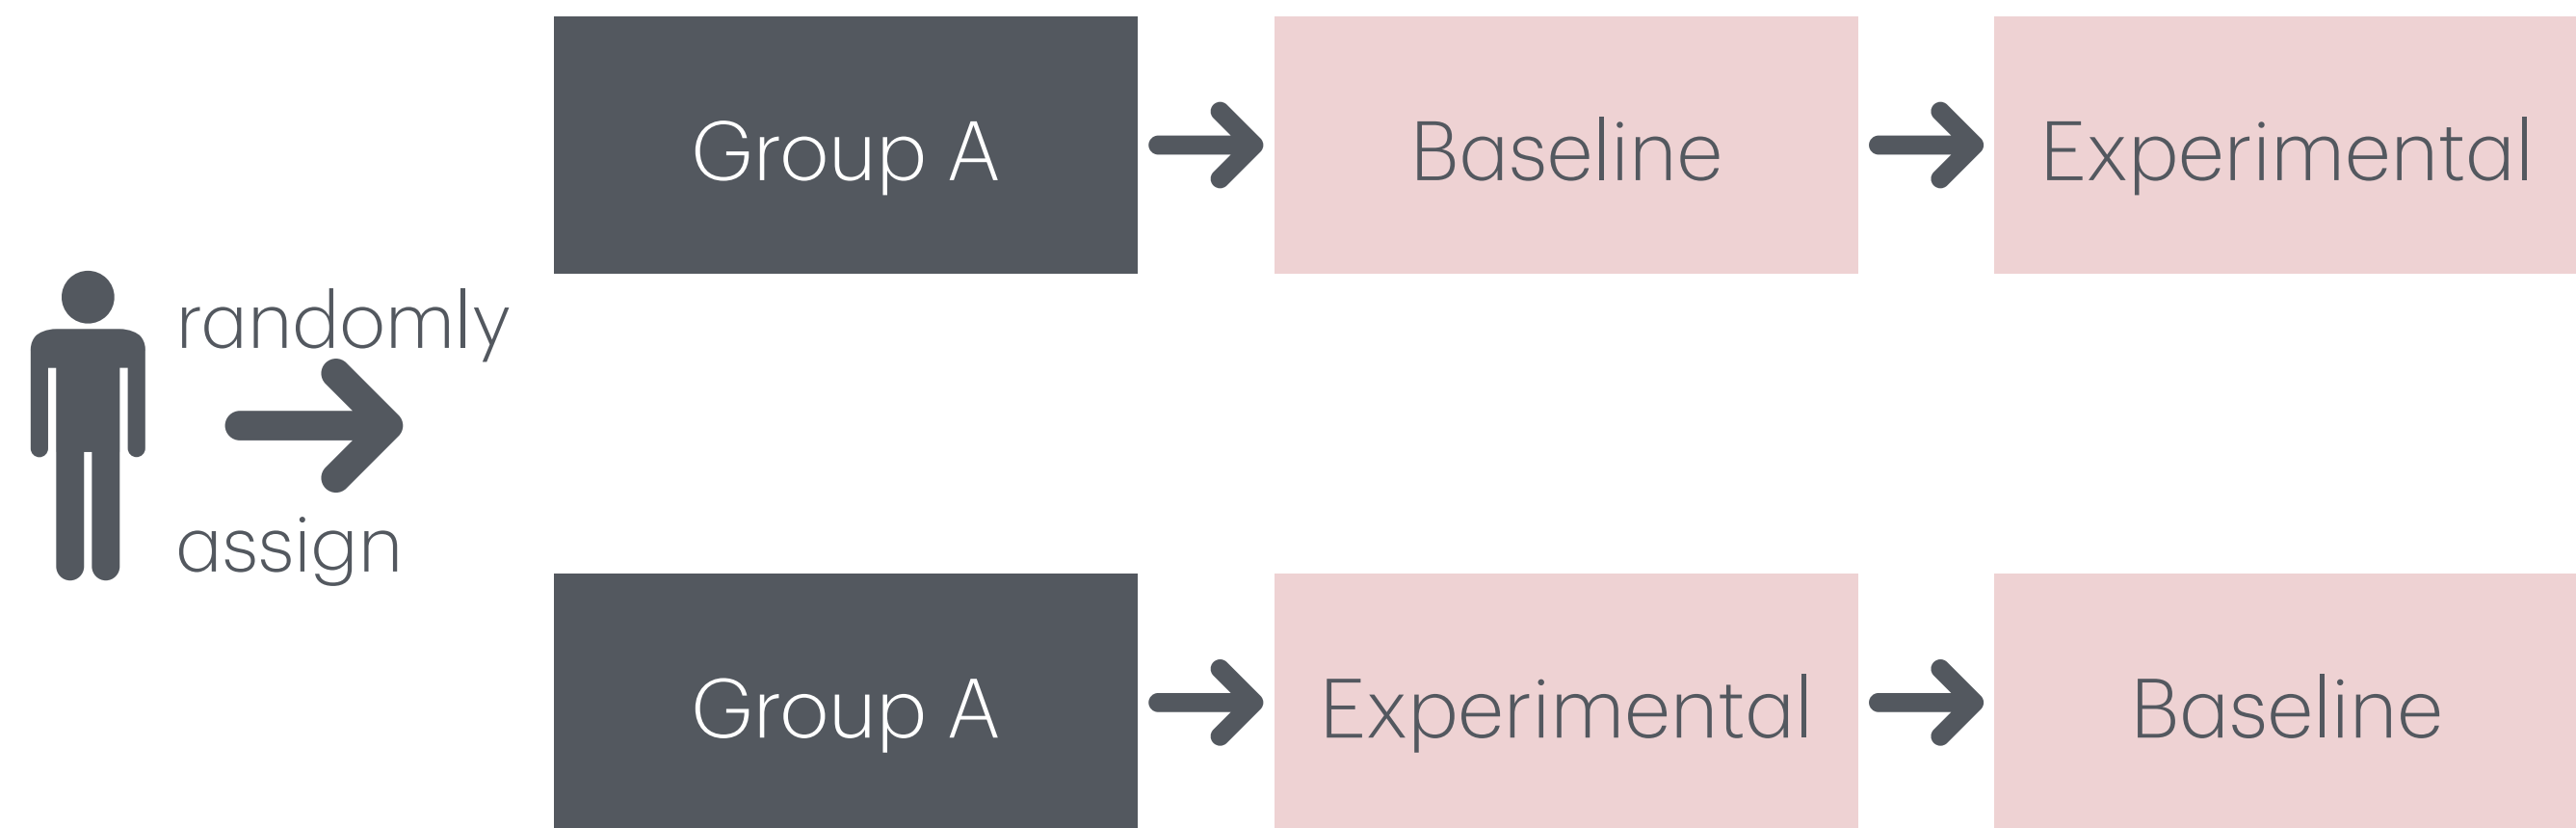 Group A
Baseline
Experimental
randomly
assign
Group A
Experimental
Baseline